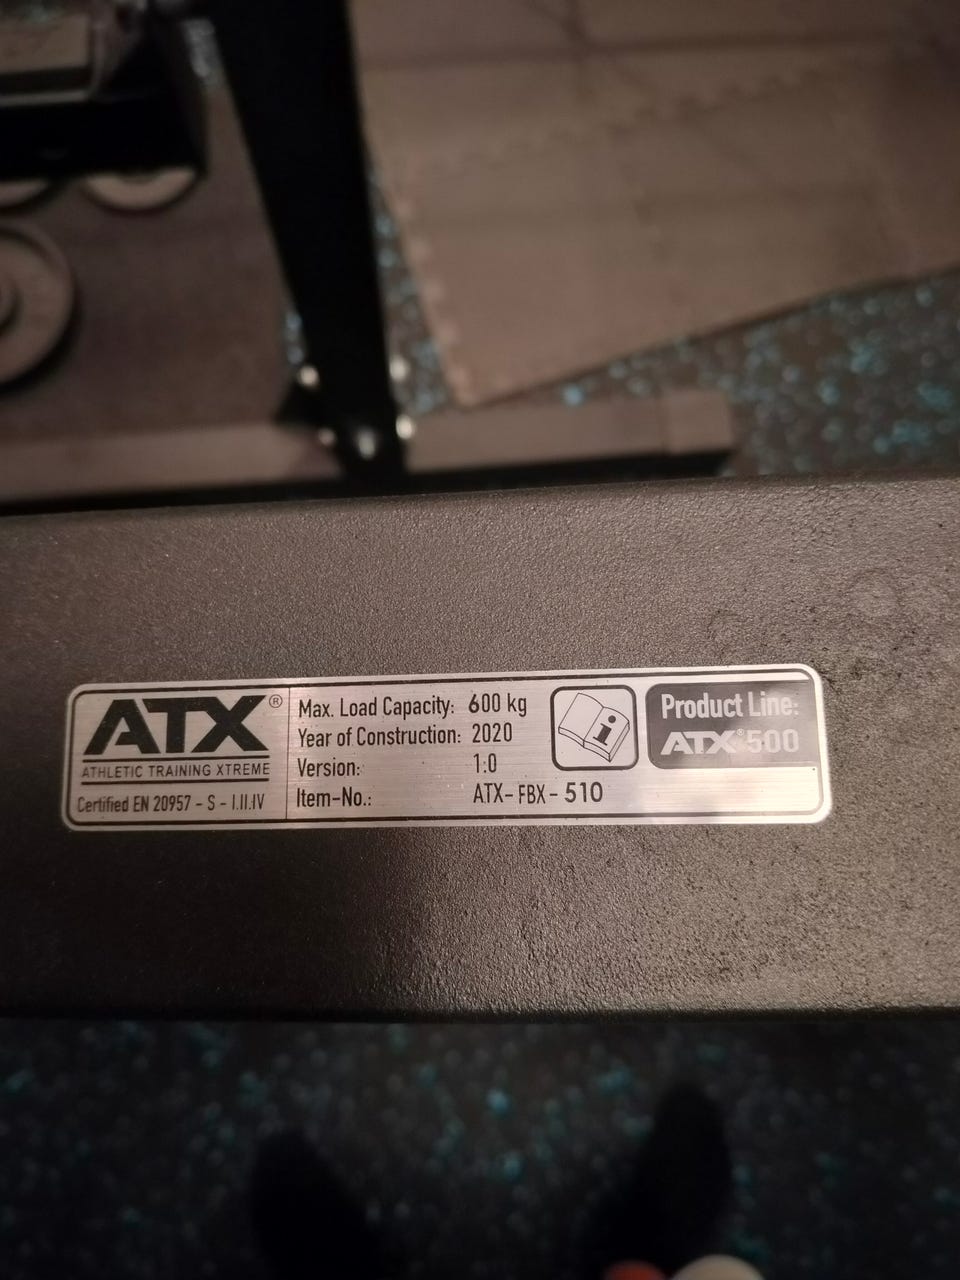 ATX®
ATHLETIC TRAINING XTREME
Certified EN 20957 - S - I.II.IV
Max. Load Capacity: 600 kg
Year of Construction: 2020
Version: 1.0
Item-No.: ATX-FBX-510
i
Product Line:
ATX®500